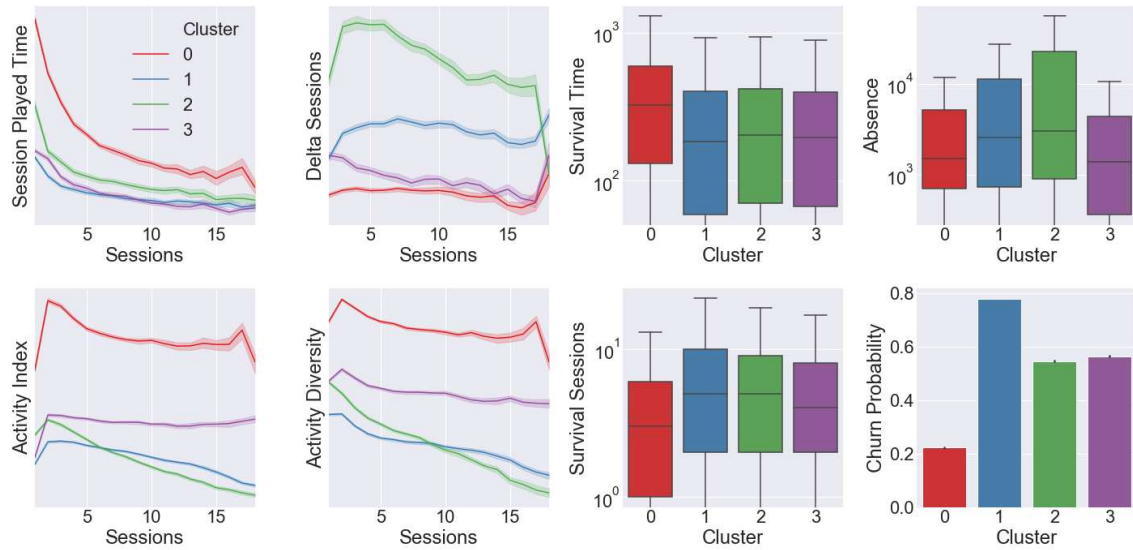 Session Played Time
Cluster
0
1
2
3
5
10
15
Sessions
Delta Sessions
5
10
15
Sessions
Survival Time
10³
10²
0
1
2
3
Cluster
Absence
10⁴
10³
0
1
2
3
Cluster
Activity Index
5
10
15
Sessions
Activity Diversity
5
10
15
Sessions
Survival Sessions
10¹
10⁰
0
1
2
3
Cluster
Churn Probability
0.8
0.6
0.4
0.2
0.0
0
1
2
3
Cluster